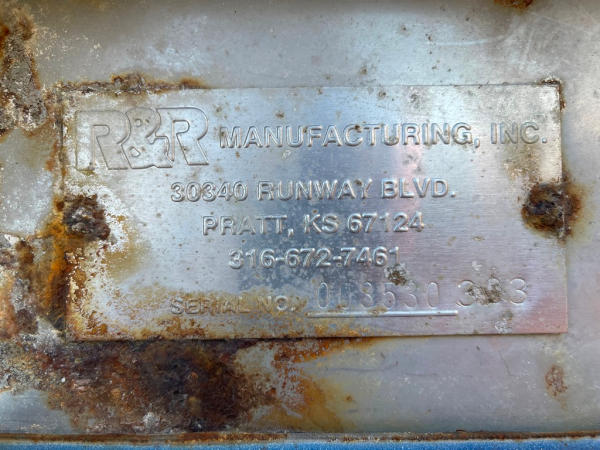 R&R MANUFACTURING, INC.
30340 RUNWAY BLVD.
PRATT, KS 67124
316-672-7461
SERIAL NO.